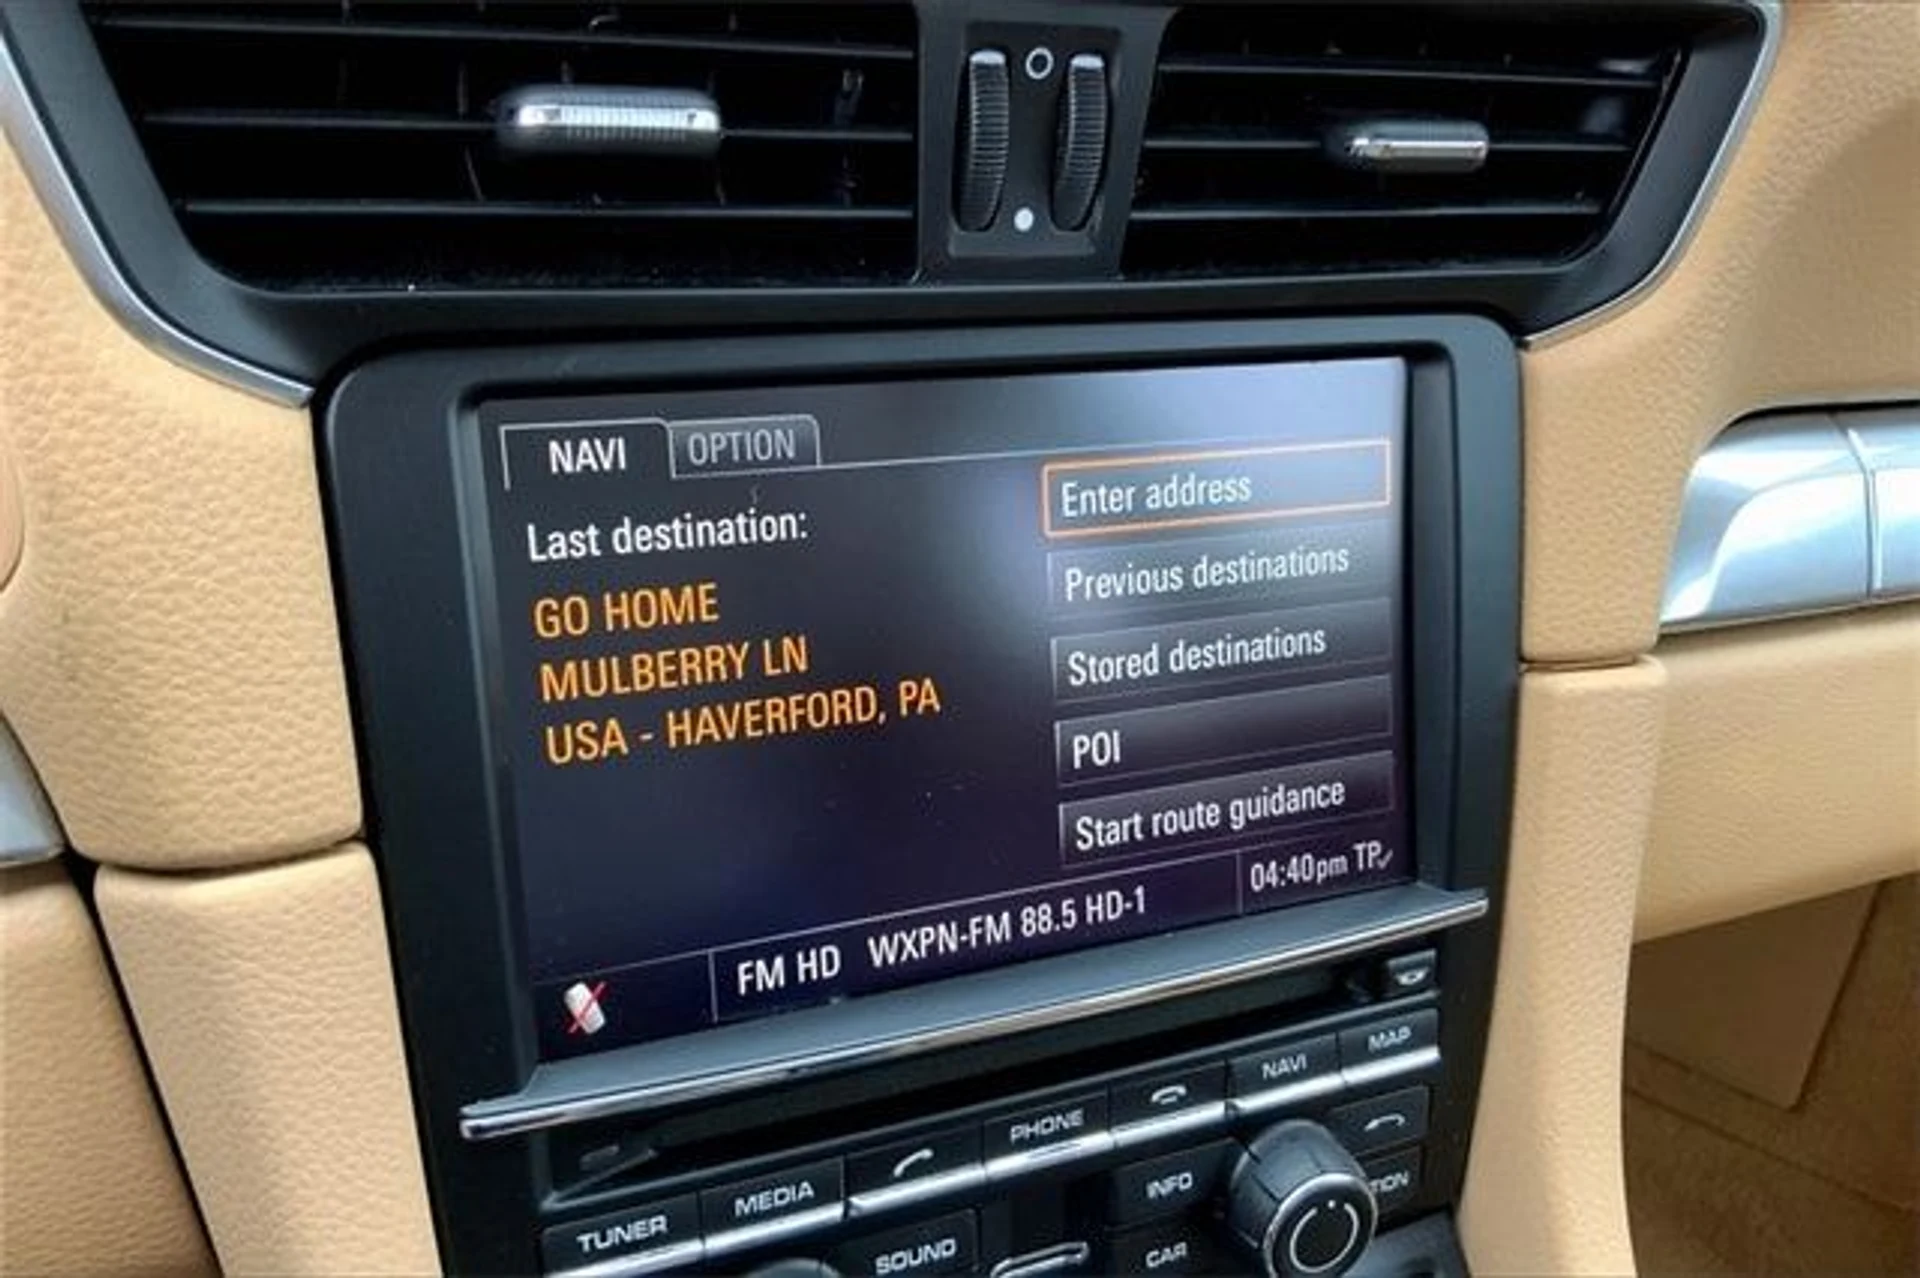 NAVI OPTION
Last destination:
GO HOME
MULBERRY LN
USA - HAVERFORD, PA
Enter address
Previous destinations
Stored destinations
POI
Start route guidance
FM HD WXPN-FM 88.5 HD-1
04:40pm TP
MAP
NAVI
PHONE
MEDIA
TUNER
INFO
SOUND
CAR